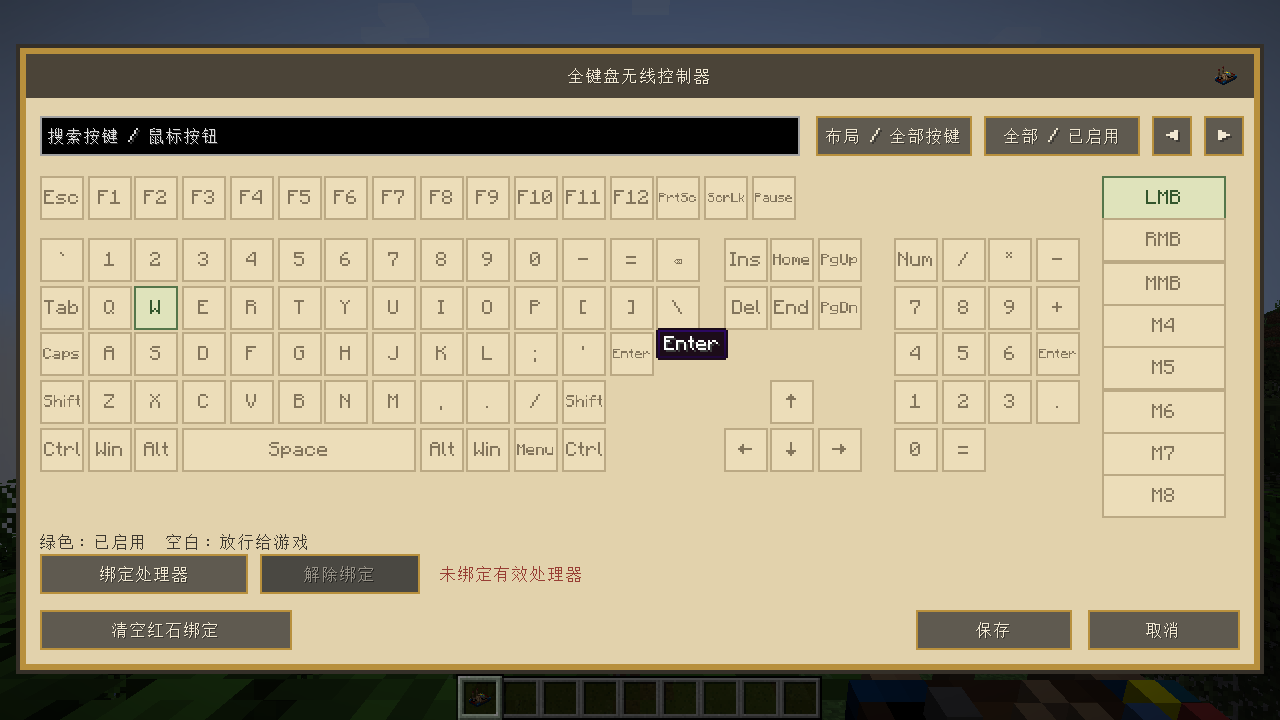 全键盘无线控制器
搜索按键 / 鼠标按钮 布局 / 全部按键 全部 / 已启用 ◀ ▶
Esc F1 F2 F3 F4 F5 F6 F7 F8 F9 F10 F11 F12 PrtSc ScrLk Pause LMB
RMB
` 1 2 3 4 5 6 7 8 9 0 - = ⌫ Ins Home PgUp Num / * -
MMB
Tab Q W E R T Y U I O P [ ] \ Del End PgDn 7 8 9 +
M4
Enter
Caps A S D F G H J K L ; ' Enter 4 5 6 Enter
M5
Shift Z X C V B N M , . / Shift ↑ 1 2 3 .
M6
Ctrl Win Alt Space Alt Win Menu Ctrl ← ↓ → 0 =
M7
M8
绿色：已启用 空白：放行给游戏
绑定处理器 解除绑定 未绑定有效处理器
清空红石绑定 保存 取消